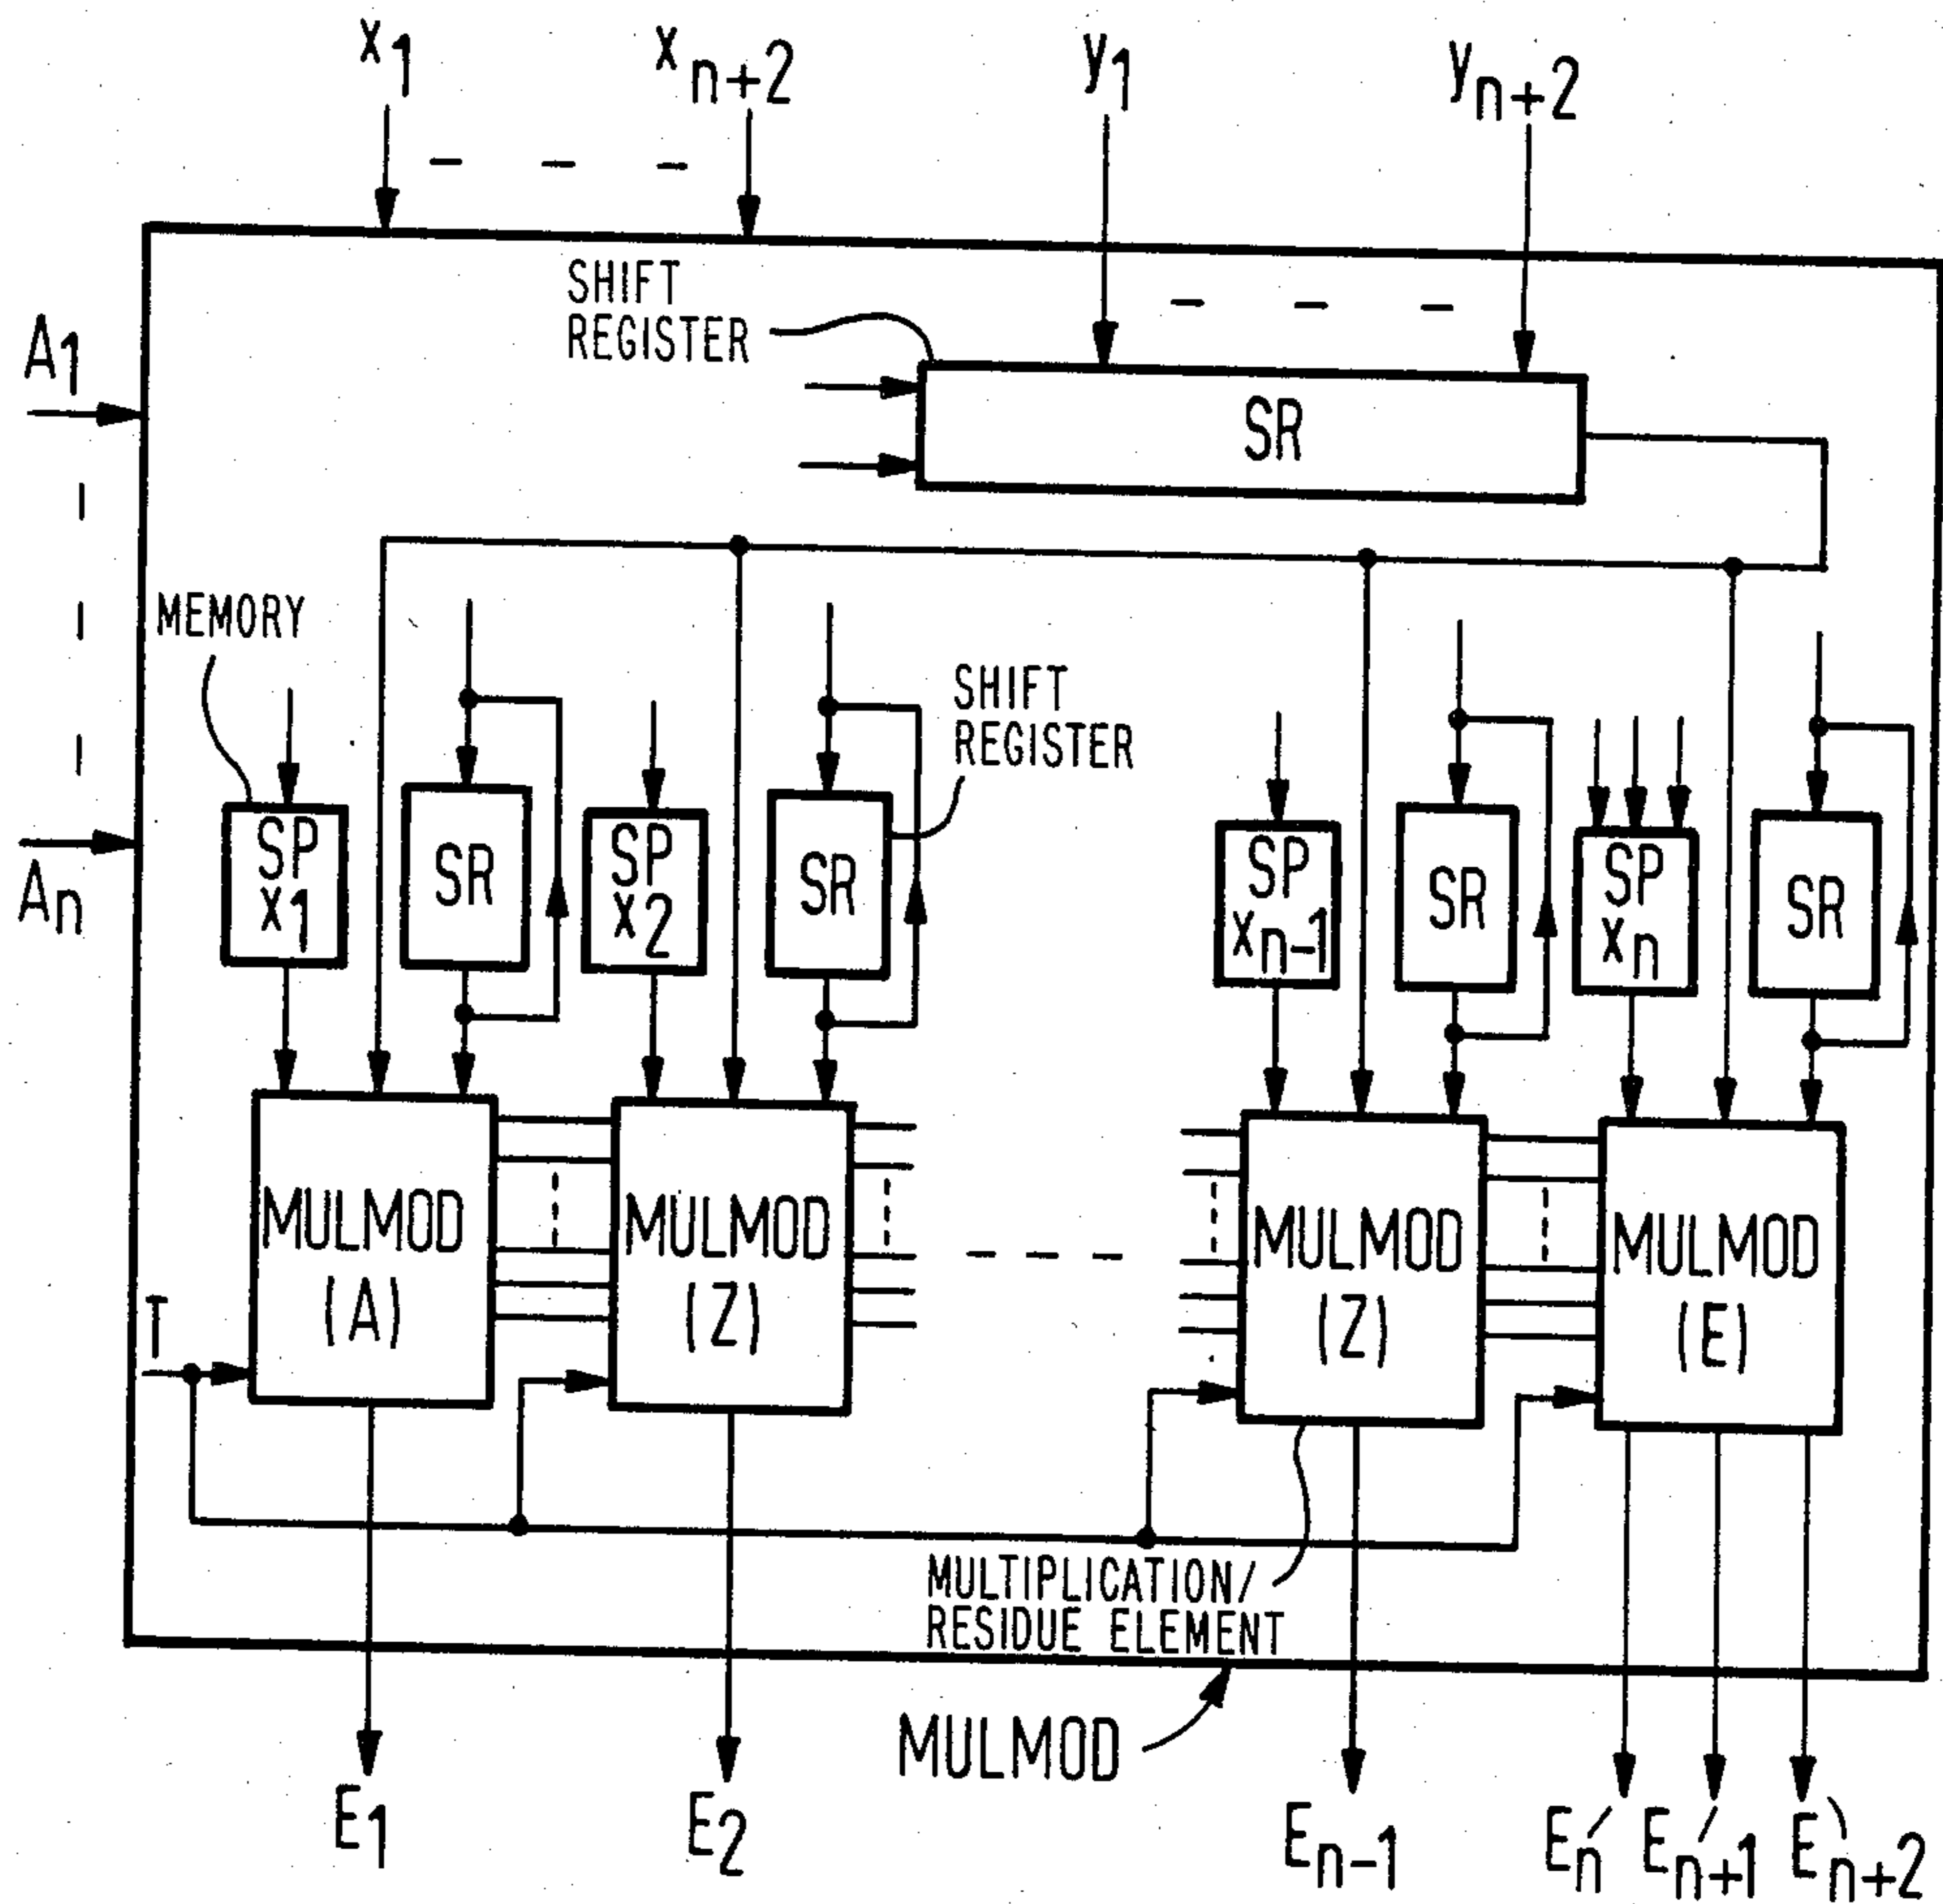 x1 xn+2 y1 yn+2
SHIFT
REGISTER
A1
SR
MEMORY
SHIFT
REGISTER
SP
x1
SR
SP
x2
SR
SP
xn-1
SR
SP
xn
SR
An
MULMOD
(A)
MULMOD
(Z)
MULMOD
(Z)
MULMOD
(E)
T
MULTIPLICATION/
RESIDUE ELEMENT
MULMOD
E1 E2 En-1 E'n E'n+1 E'n+2